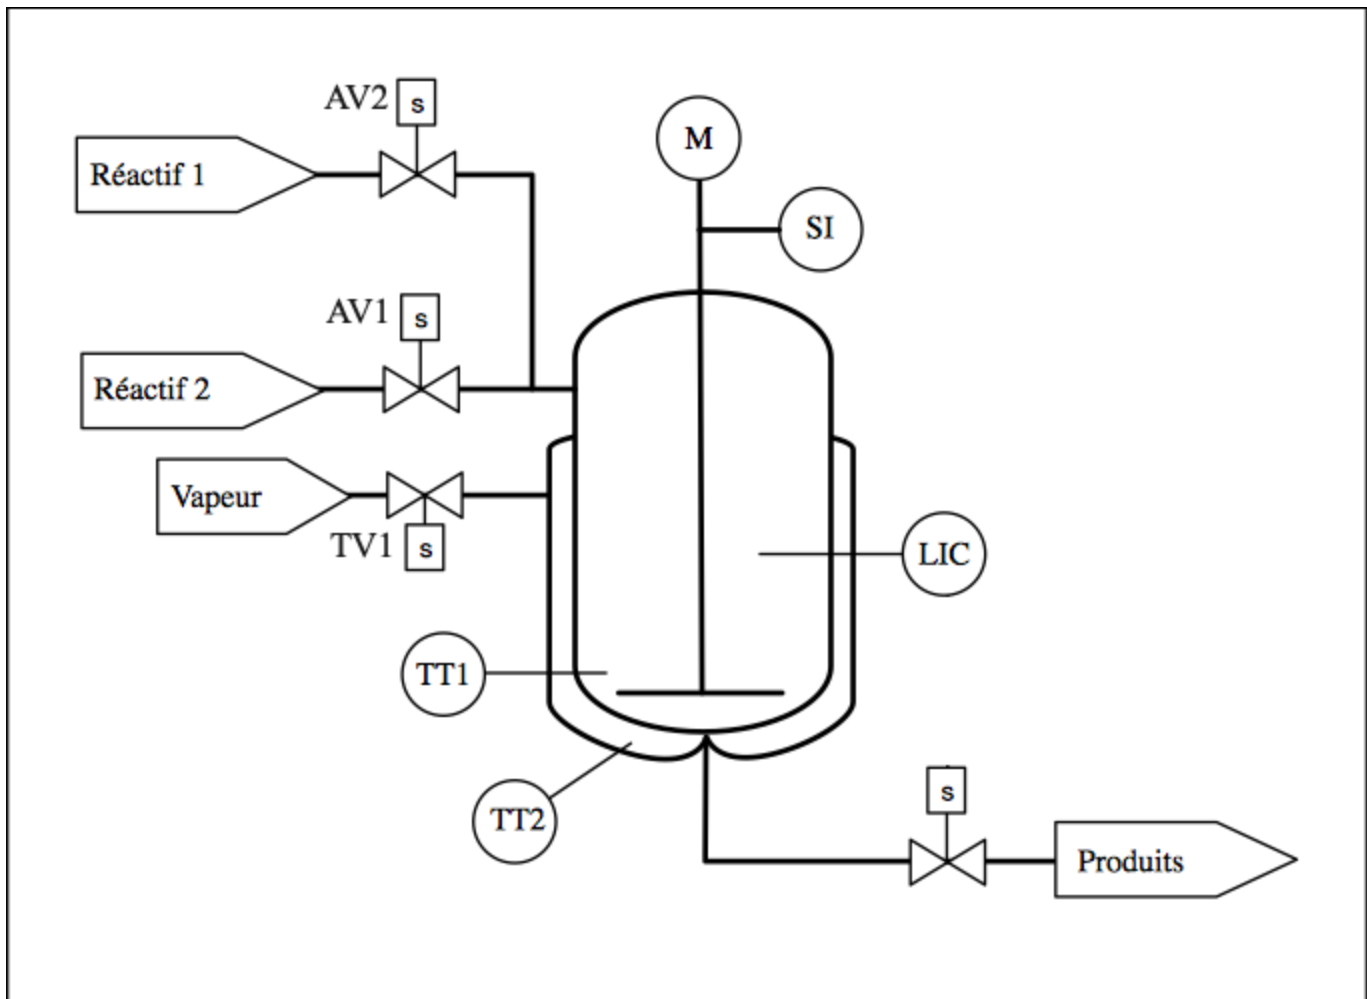 AV2
s
M
Réactif 1
SI
AV1
s
Réactif 2
Vapeur
TV1
s
LIC
TT1
TT2
s
Produits